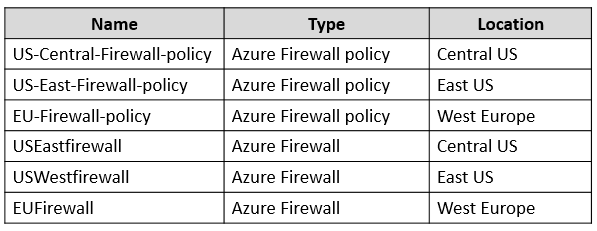 Name Type Location
US-Central-Firewall-policy Azure Firewall policy Central US
US-East-Firewall-policy Azure Firewall policy East US
EU-Firewall-policy Azure Firewall policy West Europe
USEastfirewall Azure Firewall Central US
USWestfirewall Azure Firewall East US
EUFirewall Azure Firewall West Europe